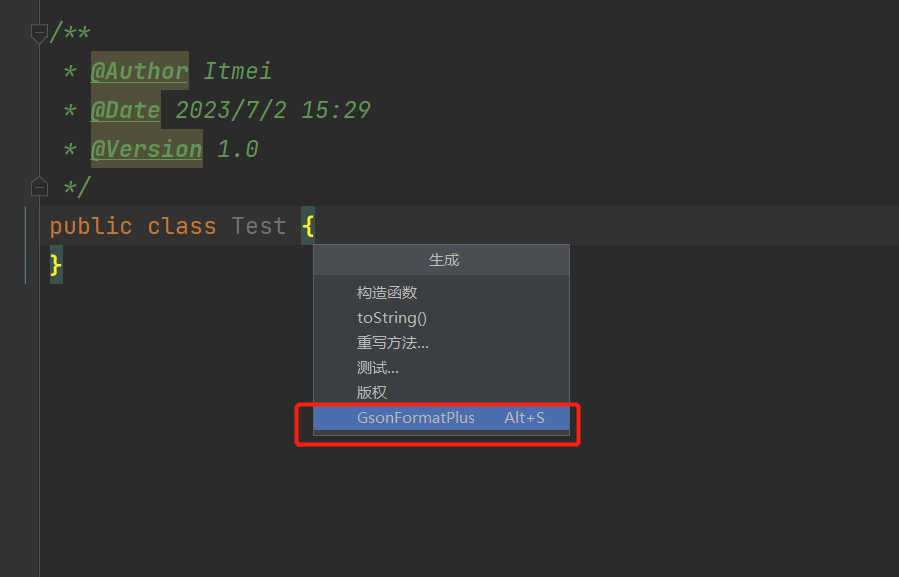 /**
* @Author Itmei
* @Date 2023/7/2 15:29
* @Version 1.0
*/
public class Test {
}
生成
构造函数
toString()
重写方法...
测试...
版权
GsonFormatPlus Alt+S